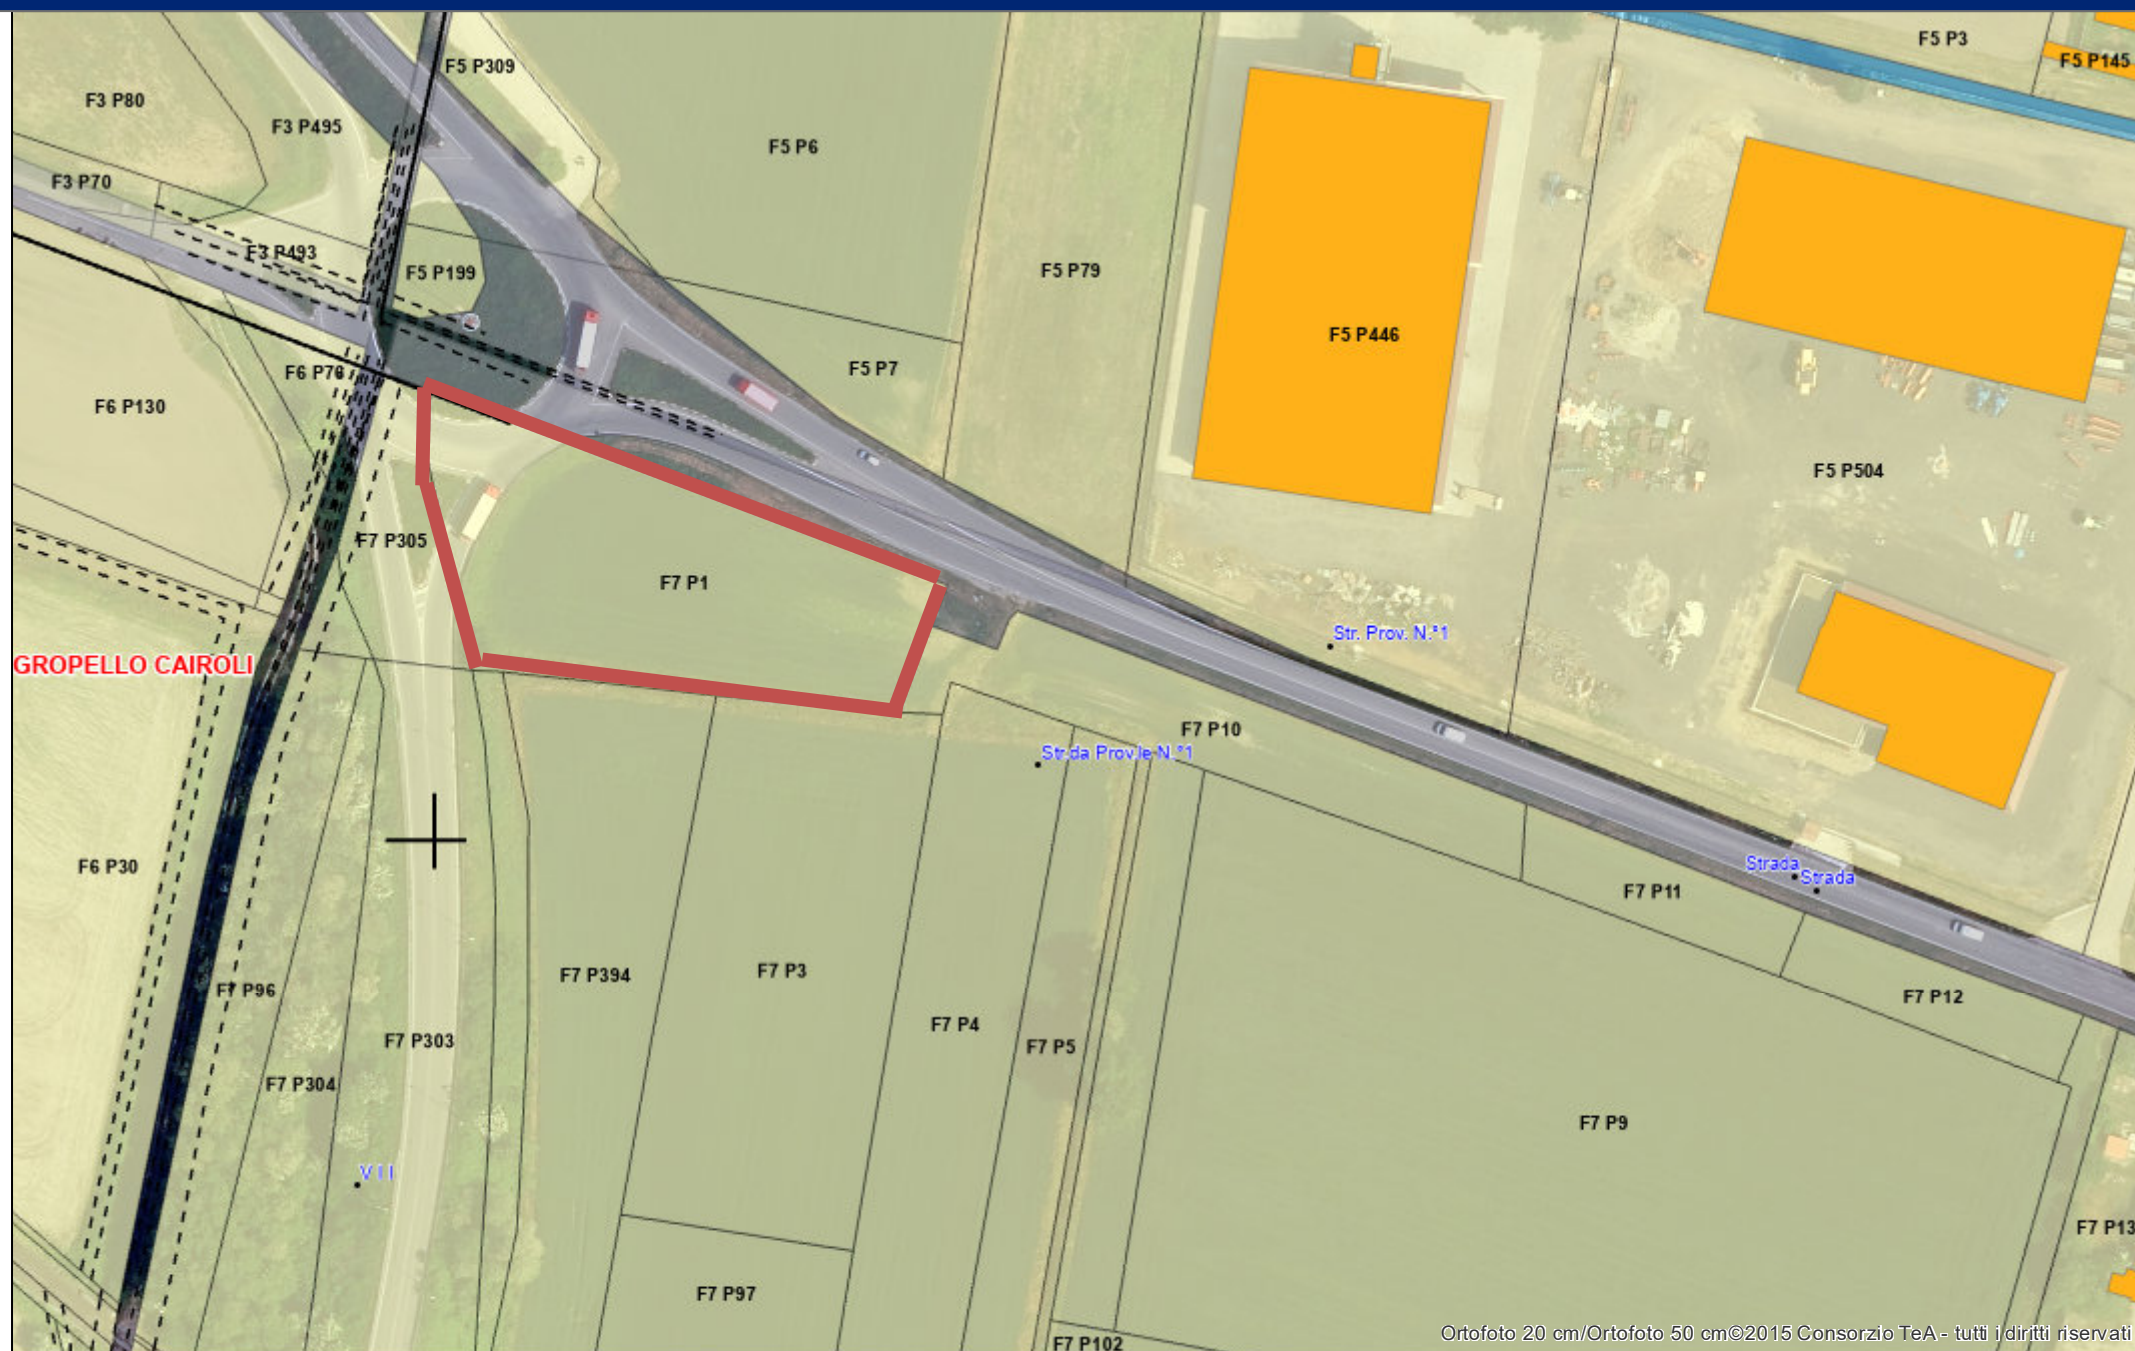 F5 P3
F5 P145
F5 P309
F3 P80
F3 P495
F5 P6
F3 P70
F3 P493
F5 P199
F5 P79
F5 P446
F5 P7
F6 P76
F6 P130
F5 P504
F7 P305
F7 P1
Str. Prov. N.°1
GROPELLO CAIROLI
F7 P10
Str.da Prov.le N.°1
F6 P30
Strada
Strada
F7 P11
F7 P394
F7 P3
F7 P96
F7 P12
F7 P4
F7 P303
F7 P5
F7 P304
F7 P9
VII
F7 P13
F7 P97
Ortofoto 20 cm/Ortofoto 50 cm©2015 Consorzio TeA - tutti i diritti riservati
F7 P102